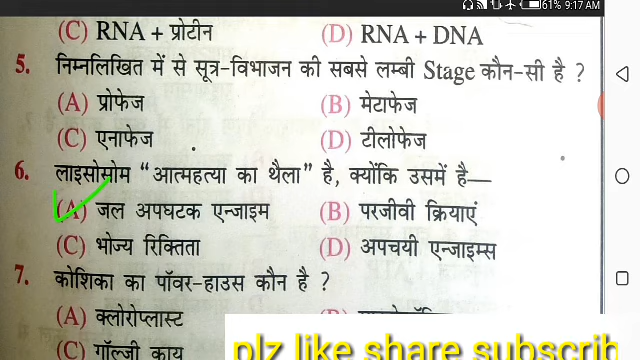 61% 9:17 AM
(C) RNA + प्रोटीन (D) RNA + DNA
5. निम्नलिखित में से सूत्र-विभाजन की सबसे लम्बी Stage कौन-सी है ?
(A) प्रोफेज (B) मेटाफेज
(C) एनाफेज (D) टीलोफेज
6. लाइसोसोम “आत्महत्या का थैला” है, क्योंकि उसमें है—
(A) जल अपघटक एन्जाइम (B) परजीवी क्रियाएं
(C) भोज्य रिक्तिता (D) अपचयी एन्जाइम्स
7. कोशिका का पॉवर-हाउस कौन है ?
(A) क्लोरोप्लास्ट
(C) गॉल्जी काय
plz like share subscrib